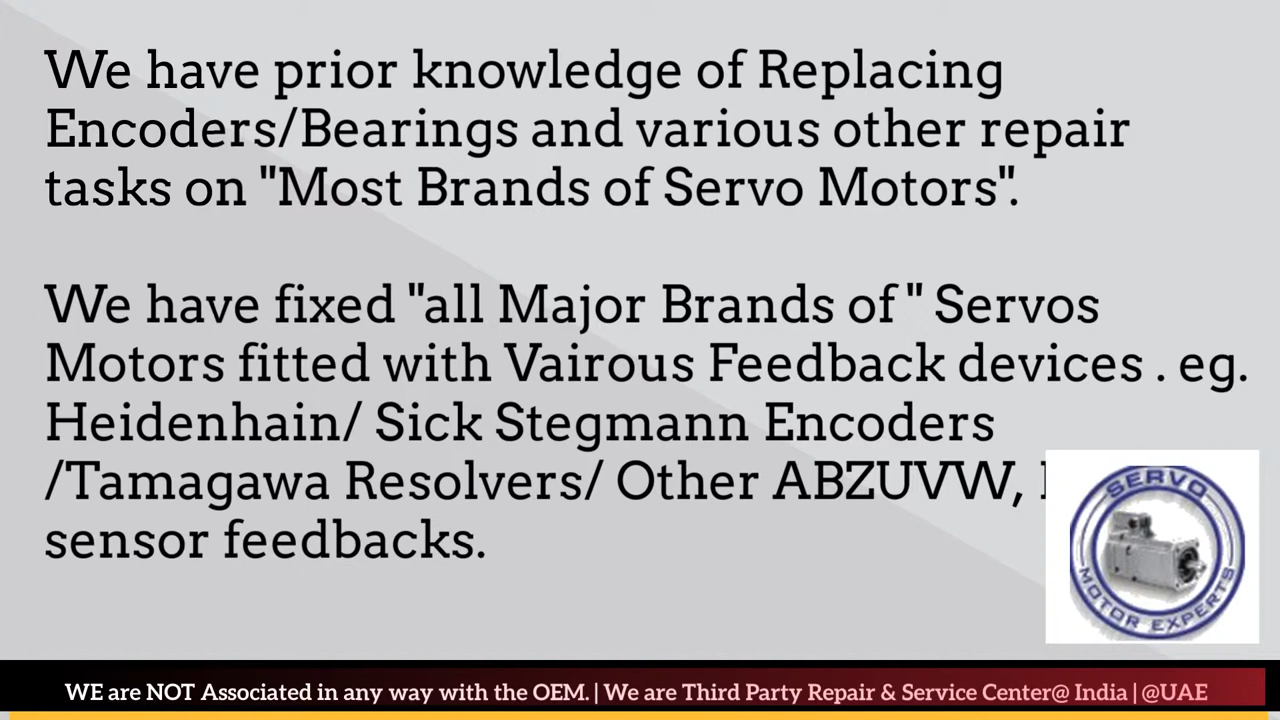 We have prior knowledge of Replacing
Encoders/Bearings and various other repair
tasks on "Most Brands of Servo Motors".
We have fixed "all Major Brands of " Servos
Motors fitted with Vairous Feedback devices . eg.
Heidenhain/ Sick Stegmann Encoders
/Tamagawa Resolvers/ Other ABZUVW,
sensor feedbacks.
SERVO
MOTOR EXPERTS
WE are NOT Associated in any way with the OEM. | We are Third Party Repair & Service Center@ India | @UAE